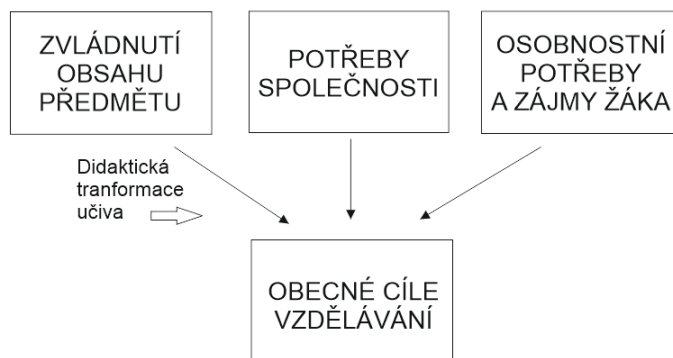 ZVLÁDNUTÍ
OBSAHU
PŘEDMĚTU
POTŘEBY
SPOLEČNOSTI
OSOBNOSTNÍ
POTŘEBY
A ZÁJMY ŽÁKA
Didaktická
tranformace
učiva
OBECNÉ CÍLE
VZDĚLÁVÁNÍ